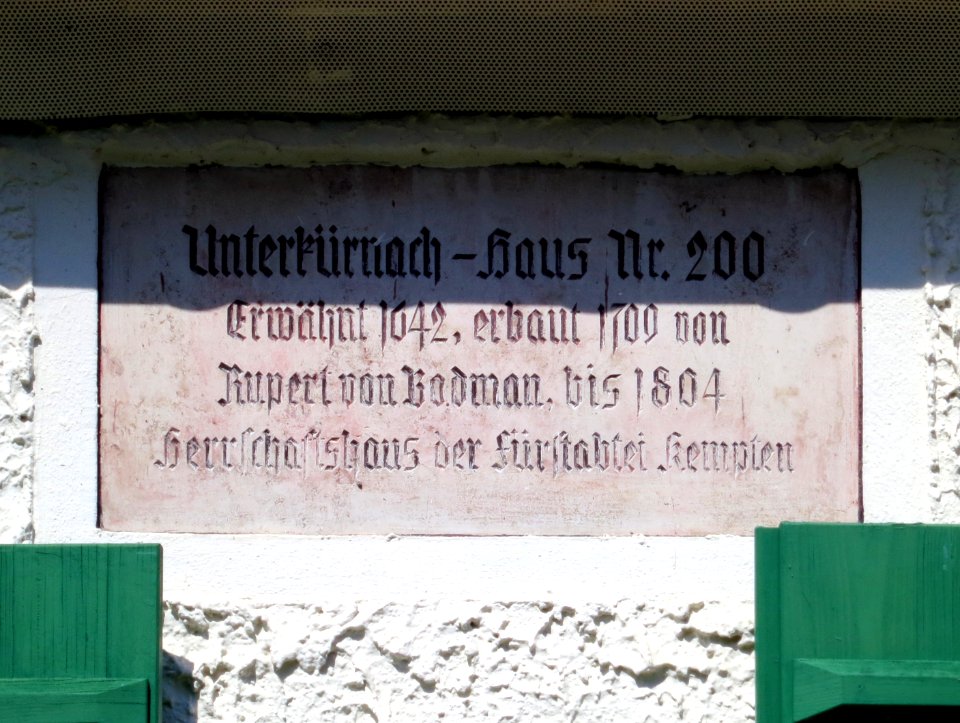 Unterkürnach-Haus Nr. 200
Erwähnt 1642, erbaut 1709 von
Rupert von Bodman, bis 1804
Herrschaftshaus der Fürstabtei Kempten